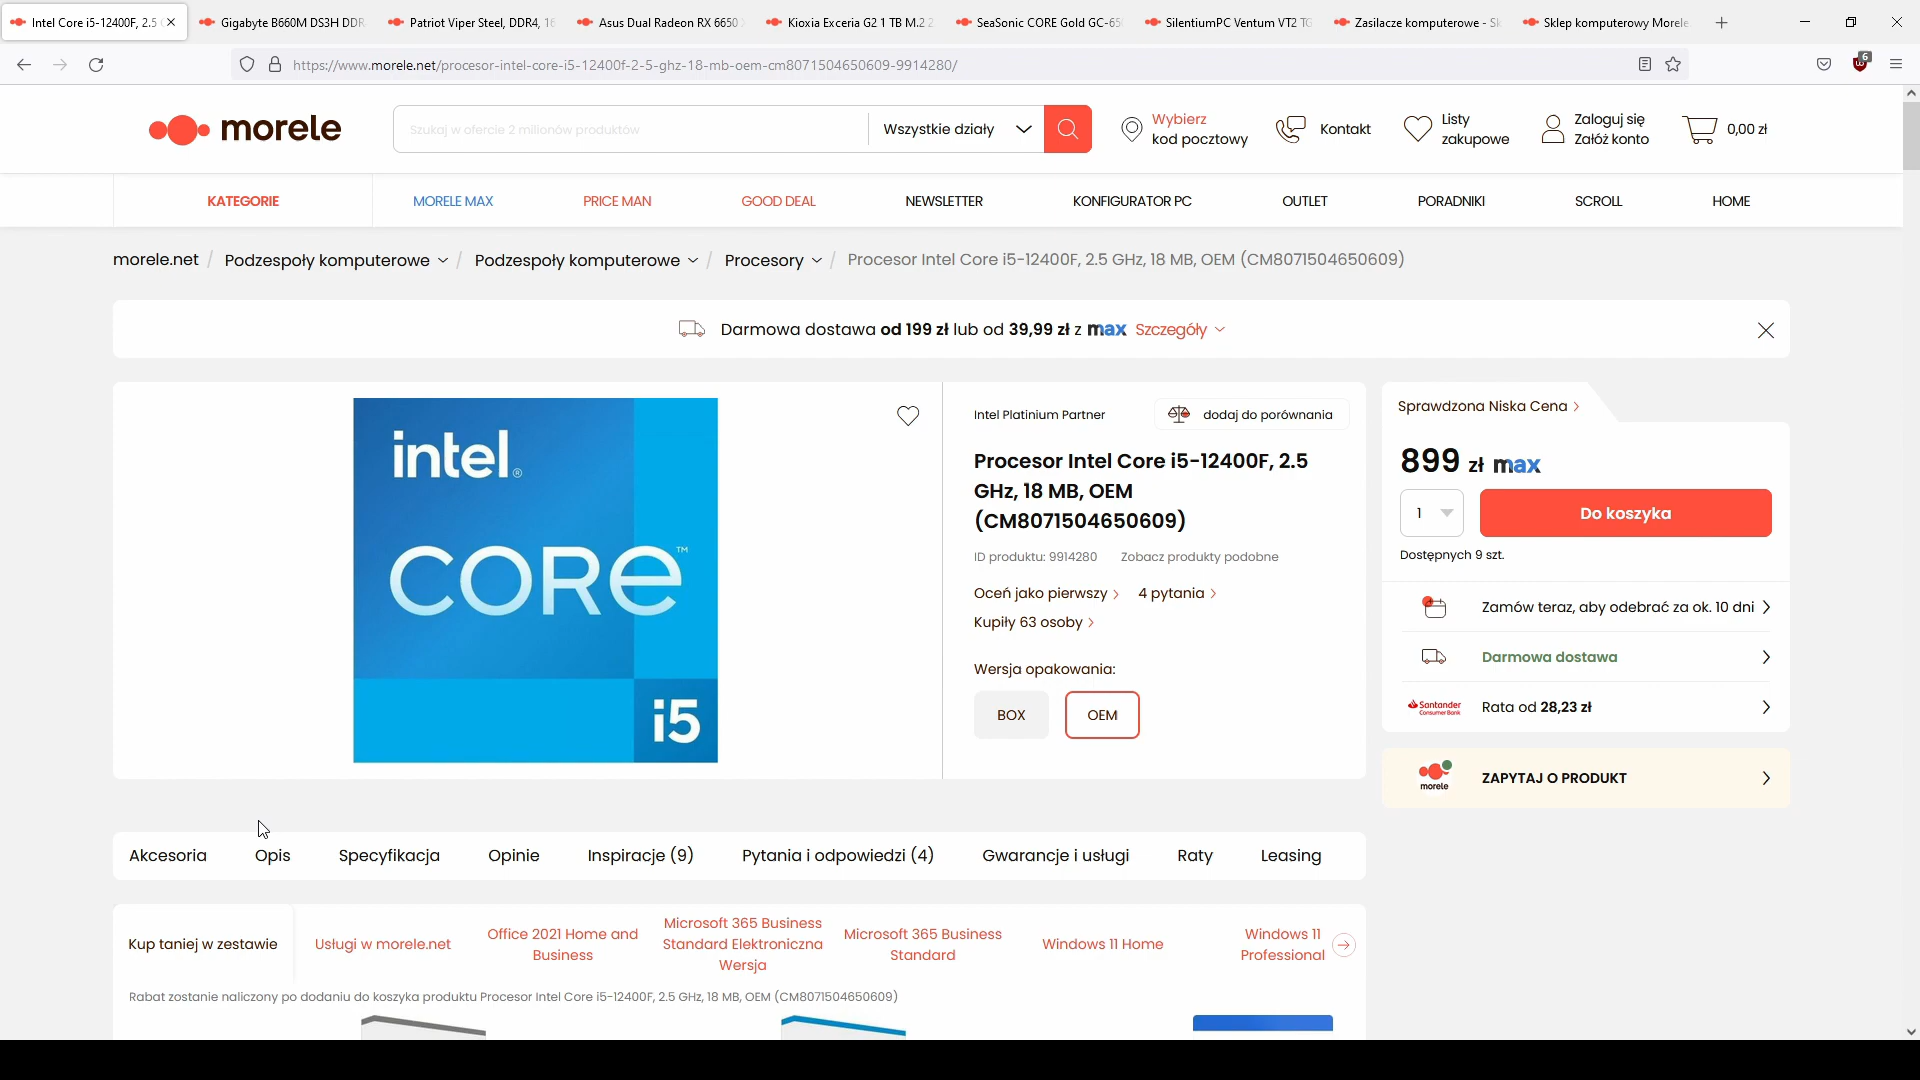 Intel Core i5-12400F, 2.5
Gigabyte B660M DS3H DDR
Patriot Viper Steel, DDR4, 16
Asus Dual Radeon RX 6650
Kioxia Exceria G2 1 TB M.2 2
SeaSonic CORE Gold GC-65
SilentiumPC Ventum VT2 TG
Zasilacze komputerowe - Sk
Sklep komputerowy Morele
https://www.morele.net/procesor-intel-core-i5-12400f-2-5-ghz-18-mb-oem-cm8071504650609-9914280/
6
morele
Szukaj w ofercie 2 milionów produktów
Wszystkie działy
Wybierz
kod pocztowy
Kontakt
Listy
zakupowe
Zaloguj się
Załóż konto
0,00 zł
KATEGORIE
MORELE MAX
PRICE MAN
GOOD DEAL
NEWSLETTER
KONFIGURATOR PC
OUTLET
PORADNIKI
SCROLL
HOME
morele.net / Podzespoły komputerowe / Podzespoły komputerowe / Procesory / Procesor Intel Core i5-12400F, 2.5 GHz, 18 MB, OEM (CM8071504650609)
Darmowa dostawa od 199 zł lub od 39,99 zł z max Szczegóły
intel®
CORE™
i5
Intel Platinium Partner
dodaj do porównania
Procesor Intel Core i5-12400F, 2.5
GHz, 18 MB, OEM
(CM8071504650609)
ID produktu: 9914280
Zobacz produkty podobne
Oceń jako pierwszy
4 pytania
Kupiły 63 osoby
Wersja opakowania:
BOX
OEM
Sprawdzona Niska Cena
899 zł max
1
Do koszyka
Dostępnych 9 szt.
Zamów teraz, aby odebrać za ok. 10 dni
Darmowa dostawa
Santander
Consumer Bank
Rata od 28,23 zł
morele
ZAPYTAJ O PRODUKT
Akcesoria
Opis
Specyfikacja
Opinie
Inspiracje (9)
Pytania i odpowiedzi (4)
Gwarancje i usługi
Raty
Leasing
Kup taniej w zestawie
Usługi w morele.net
Office 2021 Home and
Business
Microsoft 365 Business
Standard Elektroniczna
Wersja
Microsoft 365 Business
Standard
Windows 11 Home
Windows 11
Professional
Rabat zostanie naliczony po dodaniu do koszyka produktu Procesor Intel Core i5-12400F, 2.5 GHz, 18 MB, OEM (CM8071504650609)